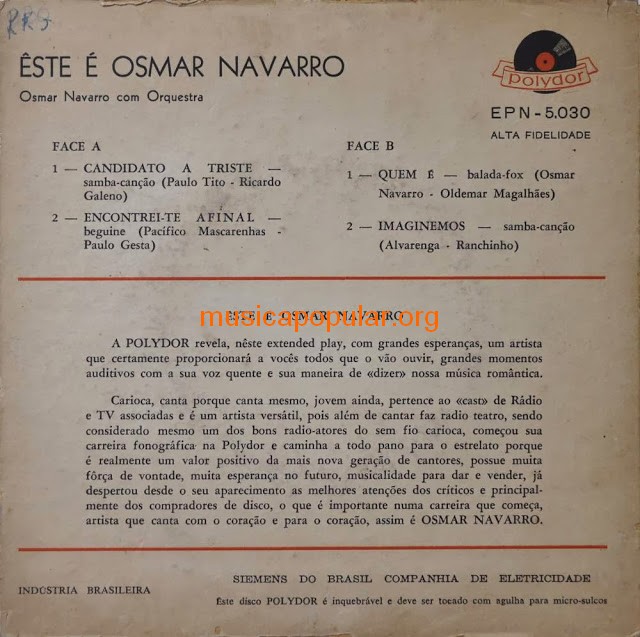 RRS
ÊSTE É OSMAR NAVARRO
Osmar Navarro com Orquestra
polydor
EPN - 5.030
ALTA FIDELIDADE
FACE A
1 — CANDIDATO A TRISTE —
samba-canção (Paulo Tito - Ricardo
Galeno)
2 — ENCONTREI-TE AFINAL —
beguine (Pacífico Mascarenhas -
Paulo Gesta)
FACE B
1 — QUEM É — balada-fox (Osmar
Navarro - Oldemar Magalhães)
2 — IMAGINEMOS — samba-canção
(Alvarenga - Ranchinho)
ÊSTE É OSMAR NAVARRO
musicapopular.org
A POLYDOR revela, nêste extended play, com grandes esperanças, um artista
que certamente proporcionará a vocês todos que o vão ouvir, grandes momentos
auditivos com a sua voz quente e sua maneira de «dizer» nossa música romântica.
Carioca, canta porque canta mesmo, jovem ainda, pertence ao «cast» de Rádio
e TV associadas e é um artista versátil, pois além de cantar faz radio teatro, sendo
considerado mesmo um dos bons radio-atores do sem fio carioca, começou sua
carreira fonográfica na Polydor e caminha a todo pano para o estrelato porque
é realmente um valor positivo da mais nova geração de cantores, possue muita
fôrça de vontade, muita esperança no futuro, musicalidade para dar e vender, já
despertou desde o seu aparecimento as melhores atenções dos críticos e principal-
mente dos compradores de disco, o que é importante numa carreira que começa,
artista que canta com o coração e para o coração, assim é OSMAR NAVARRO.
INDÚSTRIA BRASILEIRA
SIEMENS DO BRASIL COMPANHIA DE ELETRICIDADE
Êste disco POLYDOR é inquebrável e deve ser tocado com agulha para micro-sulcos